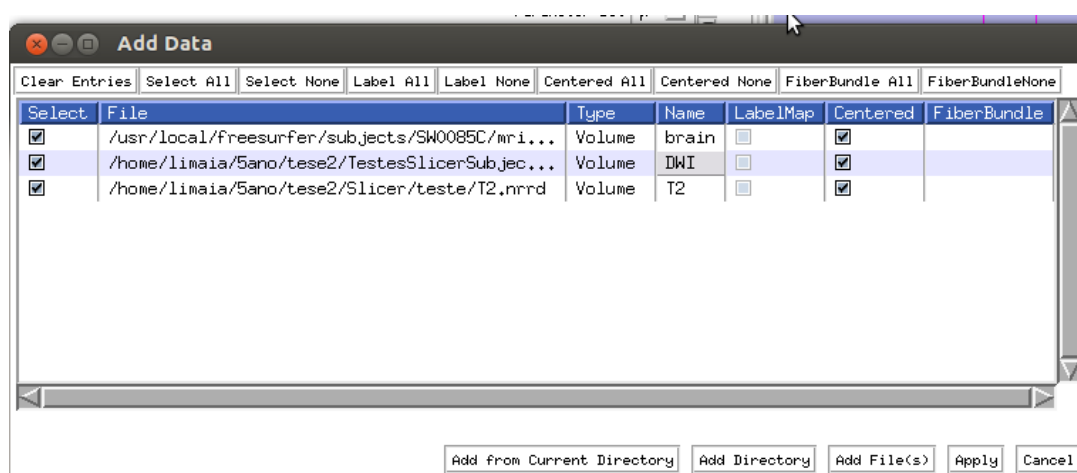 Add Data
Clear Entries Select All Select None Label All Label None Centered All Centered None FiberBundle All FiberBundleNone
Select File Type Name LabelMap Centered FiberBundle
/usr/local/freesurfer/subjects/SW0085C/mri... Volume brain
/home/limaia/5ano/tese2/TestesSlicerSubjec... Volume DWI
/home/limaia/5ano/tese2/Slicer/teste/T2.nrrd Volume T2
Add from Current Directory Add Directory Add File(s) Apply Cancel